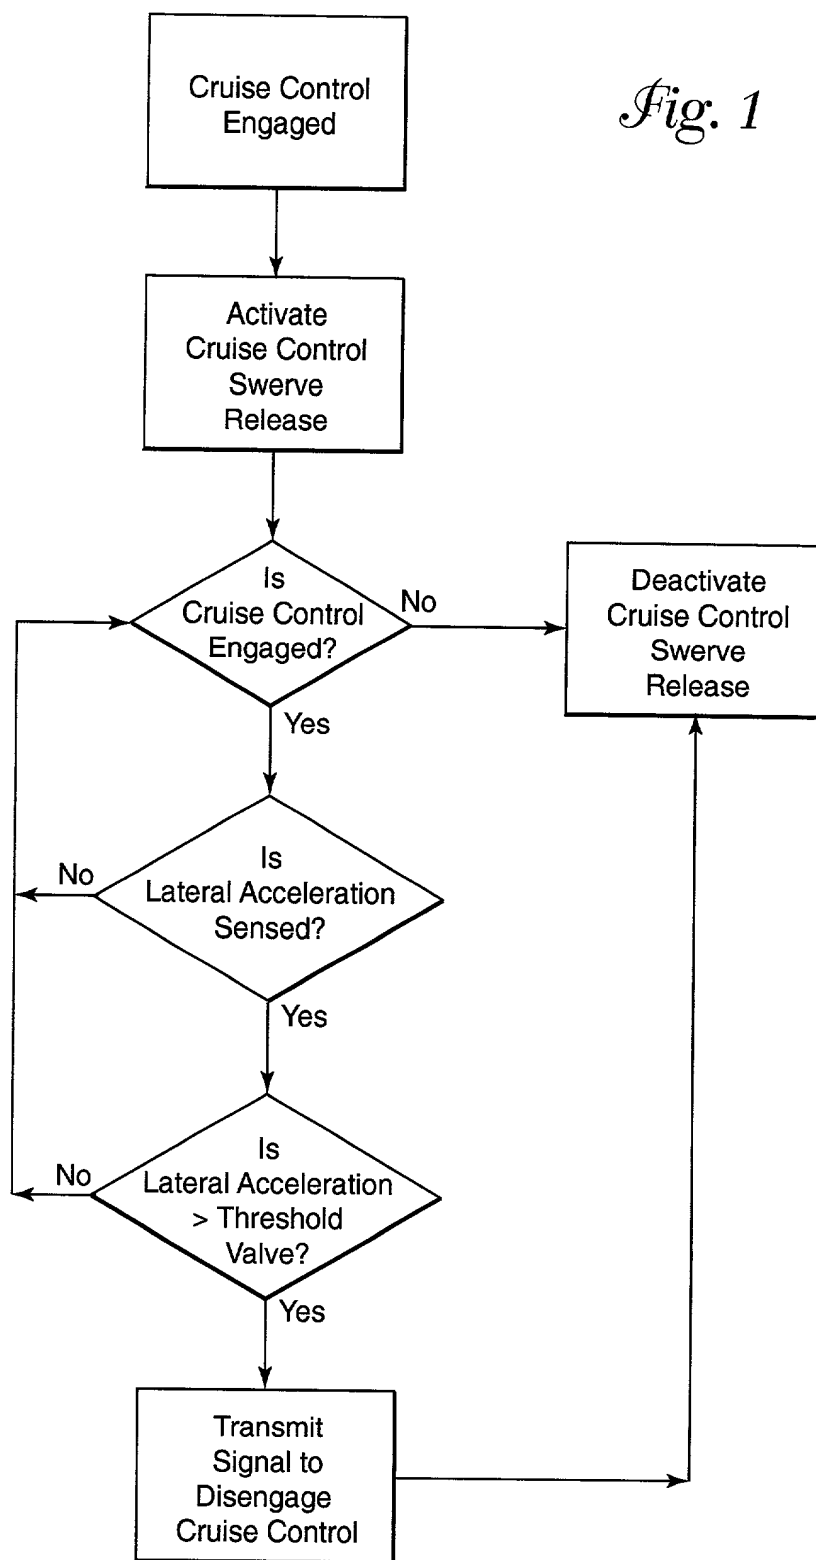 Fig. 1
Cruise Control
Engaged
Activate
Cruise Control
Swerve
Release
Is
Cruise Control
Engaged?
No
Deactivate
Cruise Control
Swerve
Release
Yes
Is
Lateral Acceleration
Sensed?
No
Yes
Is
Lateral Acceleration
> Threshold
Valve?
No
Yes
Transmit
Signal to
Disengage
Cruise Control